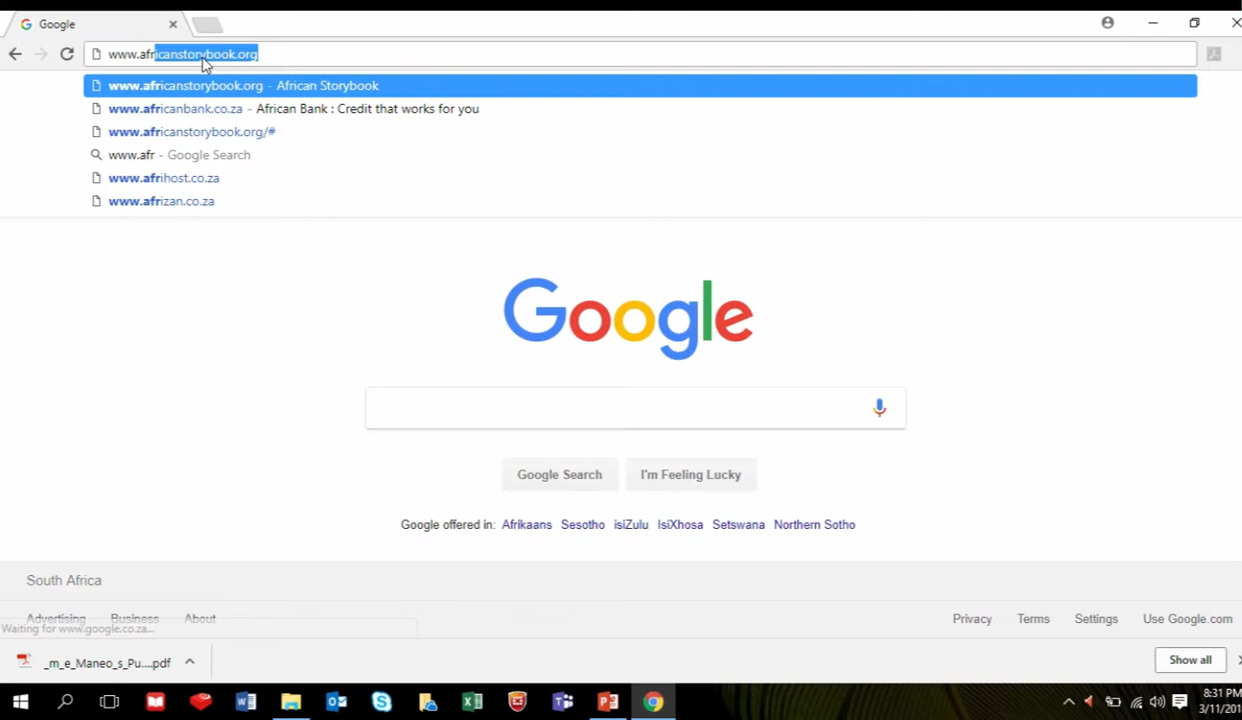 Google
www.africanstorybook.org
www.africanstorybook.org - African Storybook
www.africanbank.co.za - African Bank : Credit that works for you
www.africanstorybook.org/#
www.afr - Google Search
www.afrihost.co.za
www.afrizan.co.za
Google
Google Search I'm Feeling Lucky
Google offered in: Afrikaans Sesotho isiZulu IsiXhosa Setswana Northern Sotho
South Africa
Advertising Business About Privacy Terms Settings Use Google.com
Waiting for www.google.co.za...
_m_e_Maneo_s_Pu....pdf Show all
8:31 PM
3/11/201